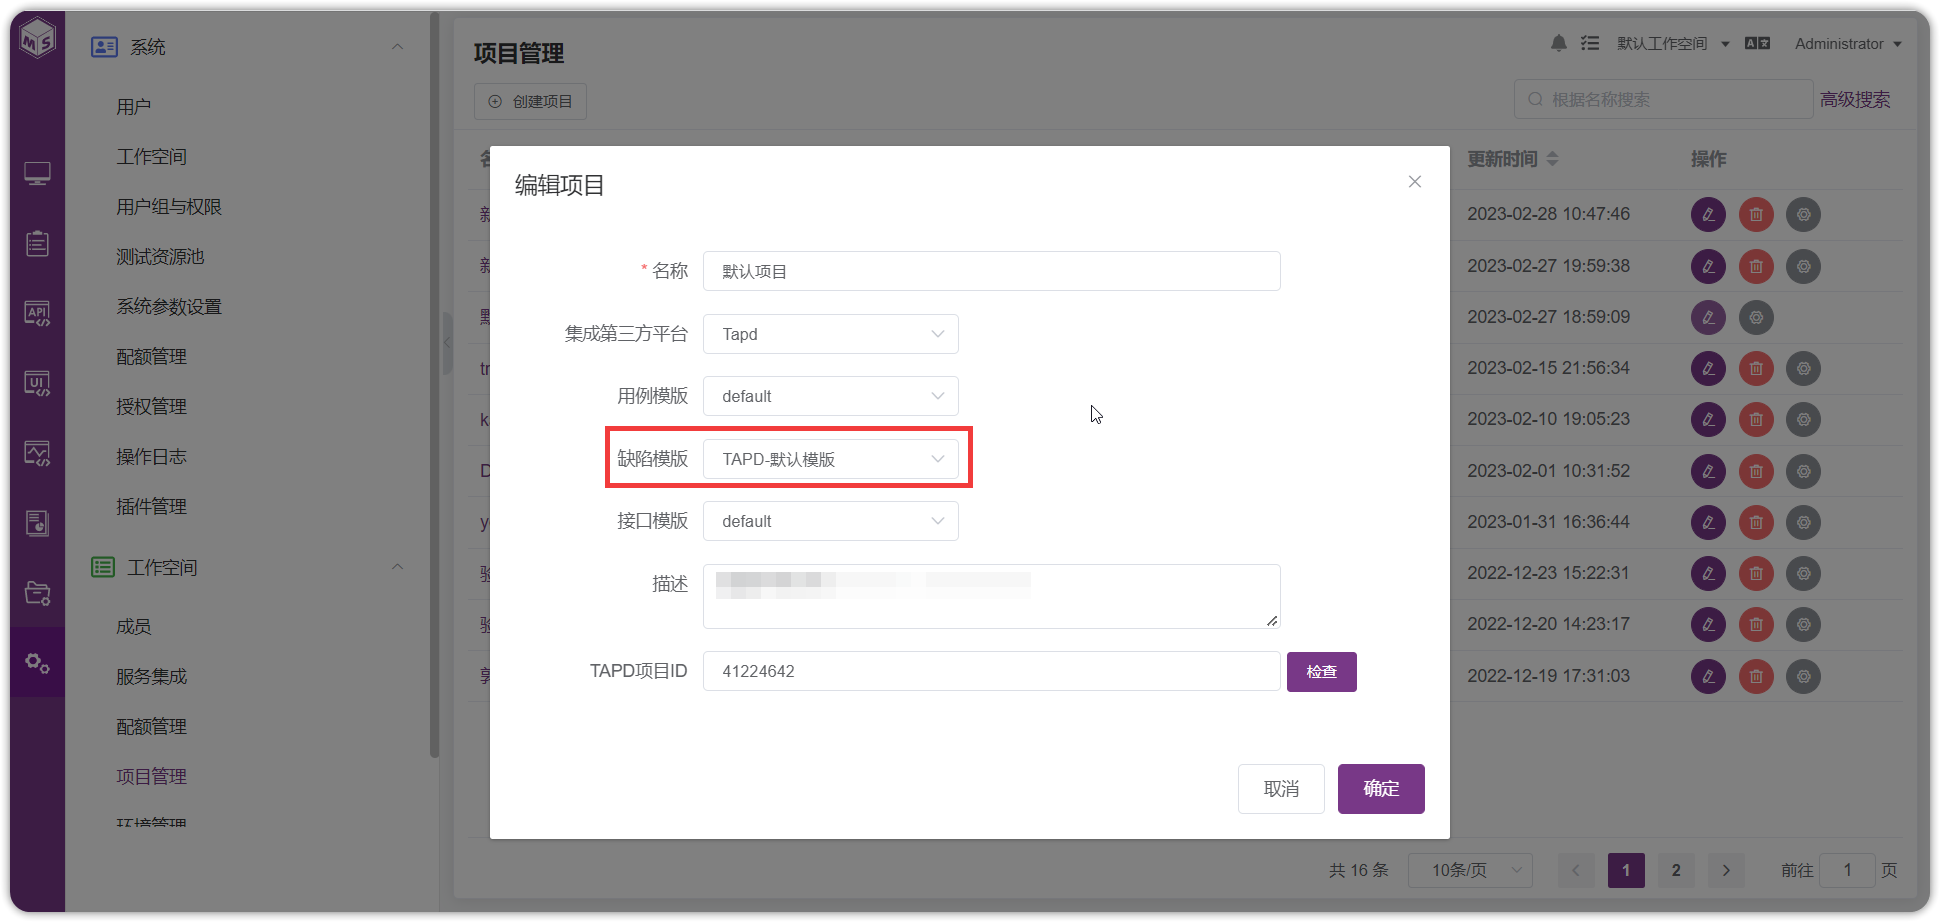 MS
系统
用户
工作空间
用户组与权限
测试资源池
系统参数设置
配额管理
授权管理
操作日志
插件管理
工作空间
成员
服务集成
配额管理
项目管理
环境管理
API
UI
项目管理
默认工作空间
Administrator
创建项目
根据名称搜索
高级搜索
更新时间
操作
2023-02-28 10:47:46
2023-02-27 19:59:38
2023-02-27 18:59:09
2023-02-15 21:56:34
2023-02-10 19:05:23
2023-02-01 10:31:52
2023-01-31 16:36:44
2022-12-23 15:22:31
2022-12-20 14:23:17
2022-12-19 17:31:03
编辑项目
* 名称 默认项目
集成第三方平台 Tapd
用例模版 default
缺陷模版 TAPD-默认模版
接口模版 default
描述
TAPD项目ID 41224642 检查
取消 确定
共 16 条 10条/页 1 2 前往 1 页